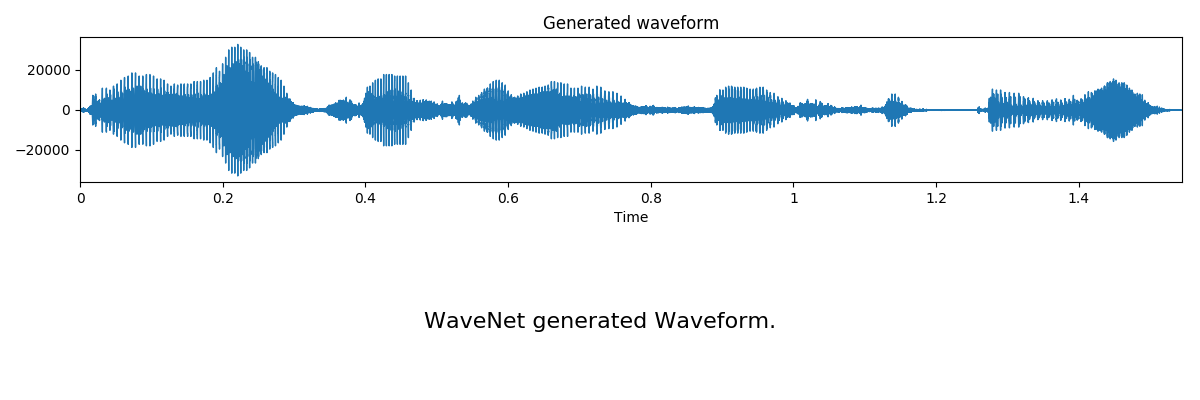 Generated waveform
20000
0
−20000
0 0.2 0.4 0.6 0.8 1 1.2 1.4
Time
WaveNet generated Waveform.